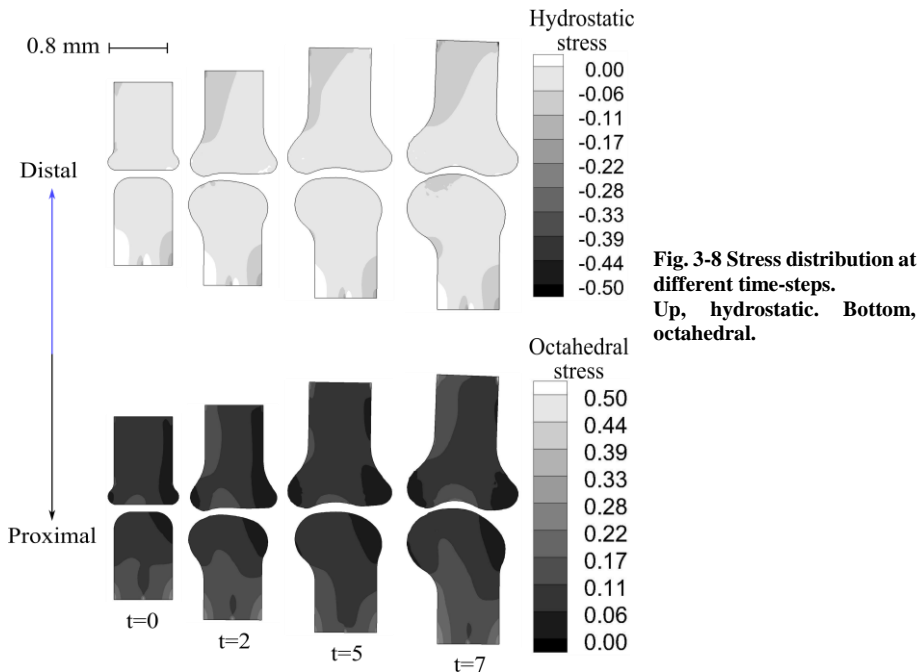 0.8 mm
Hydrostatic
stress
0.00
-0.06
-0.11
-0.17
-0.22
-0.28
-0.33
-0.39
-0.44
-0.50
Distal
Proximal
Fig. 3-8 Stress distribution at
different time-steps.
Up, hydrostatic. Bottom,
octahedral.
Octahedral
stress
0.50
0.44
0.39
0.33
0.28
0.22
0.17
0.11
0.06
0.00
t=0
t=2
t=5
t=7